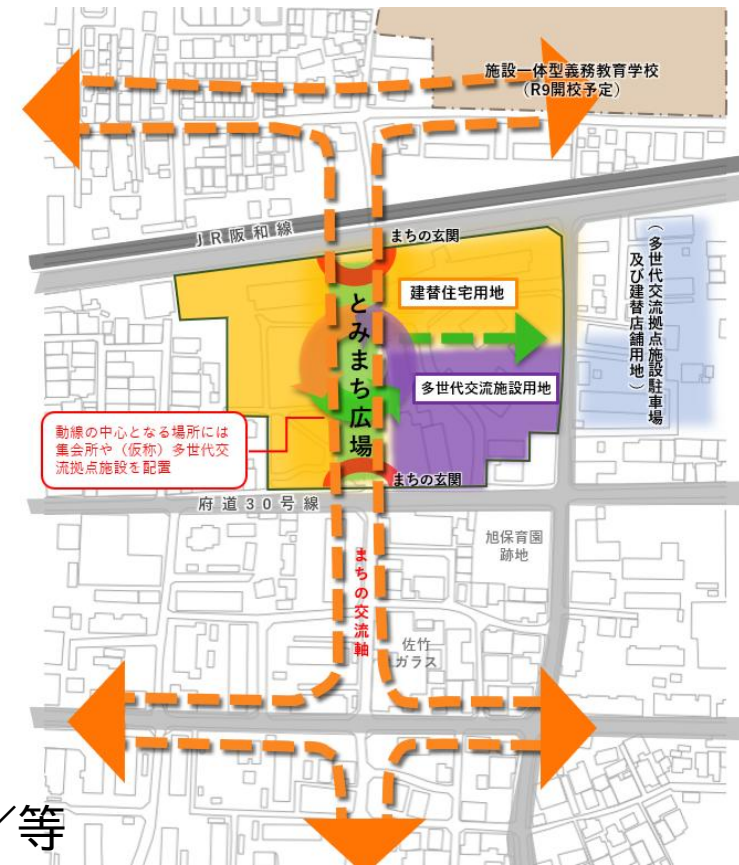 施設一体型義務教育学校
(R9開校予定)
JR阪和線
まちの玄関
建替住宅用地
(多世代交流拠点施設駐車場
及び建替店舗用地)
とみまち広場
多世代交流施設用地
動線の中心となる場所には
集会所や（仮称）多世代交
流拠点施設を配置
まちの玄関
府道30号線
旭保育園
跡地
まちの交流軸
佐竹
ガラス
／等